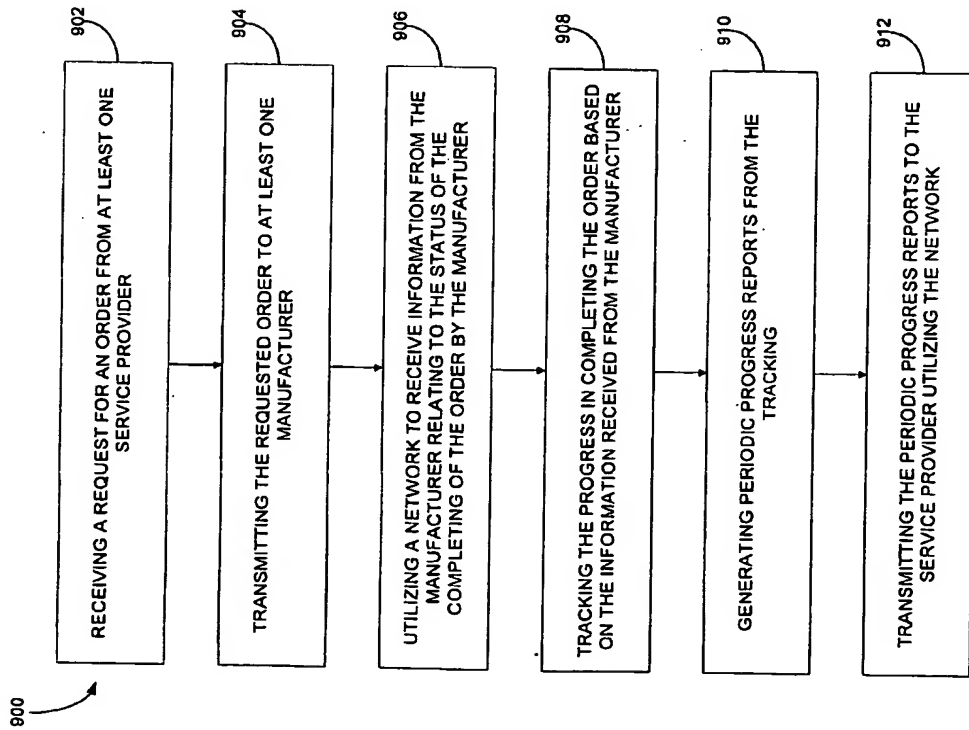 900
902
RECEIVING A REQUEST FOR AN ORDER FROM AT LEAST ONE
SERVICE PROVIDER
904
TRANSMITTING THE REQUESTED ORDER TO AT LEAST ONE
MANUFACTURER
906
UTILIZING A NETWORK TO RECEIVE INFORMATION FROM THE
MANUFACTURER RELATING TO THE STATUS OF THE
COMPLETING OF THE ORDER BY THE MANUFACTURER
908
TRACKING THE PROGRESS IN COMPLETING THE ORDER BASED
ON THE INFORMATION RECEIVED FROM THE MANUFACTURER
910
GENERATING PERIODIC PROGRESS REPORTS FROM THE
TRACKING
912
TRANSMITTING THE PERIODIC PROGRESS REPORTS TO THE
SERVICE PROVIDER UTILIZING THE NETWORK